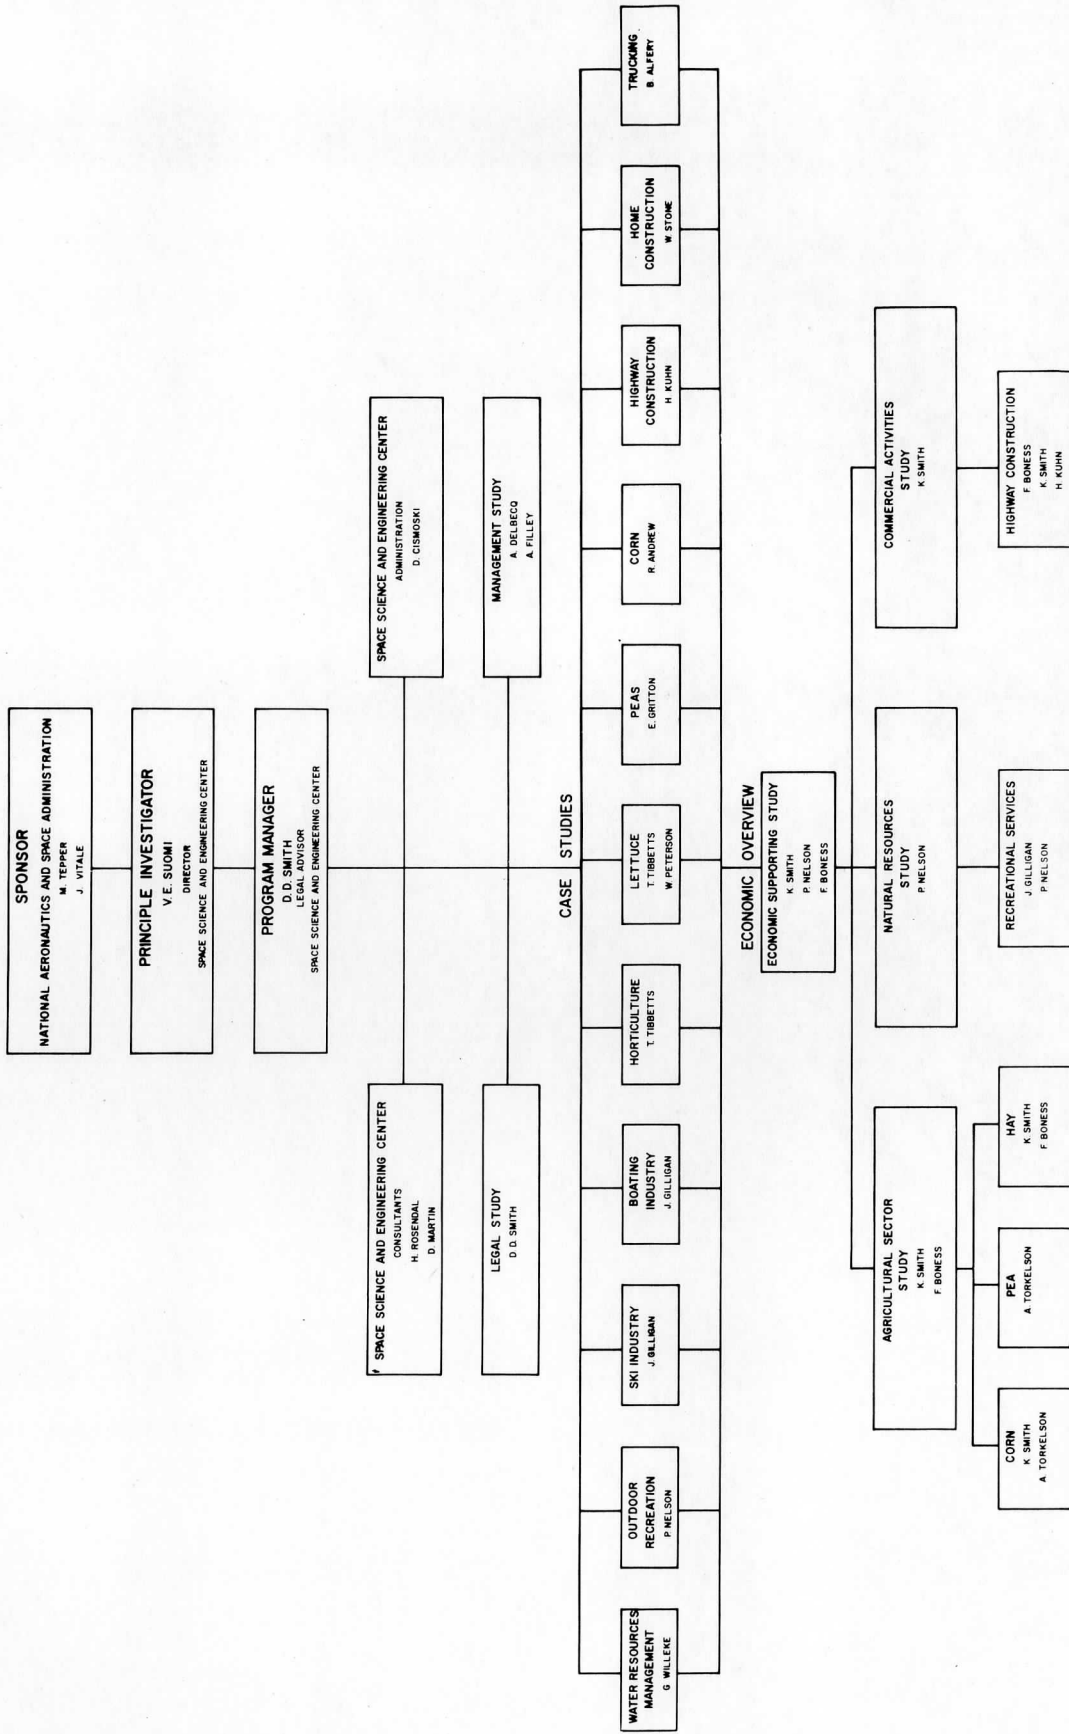 SPONSOR
NATIONAL AERONAUTICS AND SPACE ADMINISTRATION
M. TEPPER
J. VITALE
PRINCIPLE INVESTIGATOR
V. E. SUOMI
DIRECTOR
SPACE SCIENCE AND ENGINEERING CENTER
PROGRAM MANAGER
D. D. SMITH
LEGAL ADVISOR
SPACE SCIENCE AND ENGINEERING CENTER
SPACE SCIENCE AND ENGINEERING CENTER
CONSULTANTS
H. ROSENDAL
D. MARTIN
SPACE SCIENCE AND ENGINEERING CENTER
ADMINISTRATION
D. CISMOSKI
LEGAL STUDY
D. D. SMITH
MANAGEMENT STUDY
A. DELBECQ
A. FILLEY
CASE STUDIES
WATER RESOURCES
MANAGEMENT
G WILLEKE
OUTDOOR
RECREATION
P. NELSON
SKI INDUSTRY
J. GILLIGAN
BOATING
INDUSTRY
J. GILLIGAN
HORTICULTURE
T. TIBBETTS
LETTUCE
T. TIBBETTS
W. PETERSON
PEAS
E. GRITTON
CORN
R. ANDREW
HIGHWAY
CONSTRUCTION
H. KUHN
HOME
CONSTRUCTION
W. STONE
TRUCKING
B. ALFERY
ECONOMIC OVERVIEW
ECONOMIC SUPPORTING STUDY
K. SMITH
P. NELSON
F. BONESS
AGRICULTURAL SECTOR
STUDY
K. SMITH
F. BONESS
NATURAL RESOURCES
STUDY
P. NELSON
COMMERCIAL ACTIVITIES
STUDY
K. SMITH
CORN
K. SMITH
A. TORKELSON
PEA
A. TORKELSON
HAY
K. SMITH
F. BONESS
RECREATIONAL SERVICES
J. GILLIGAN
P. NELSON
HIGHWAY CONSTRUCTION
F. BONESS
K. SMITH
H. KUHN